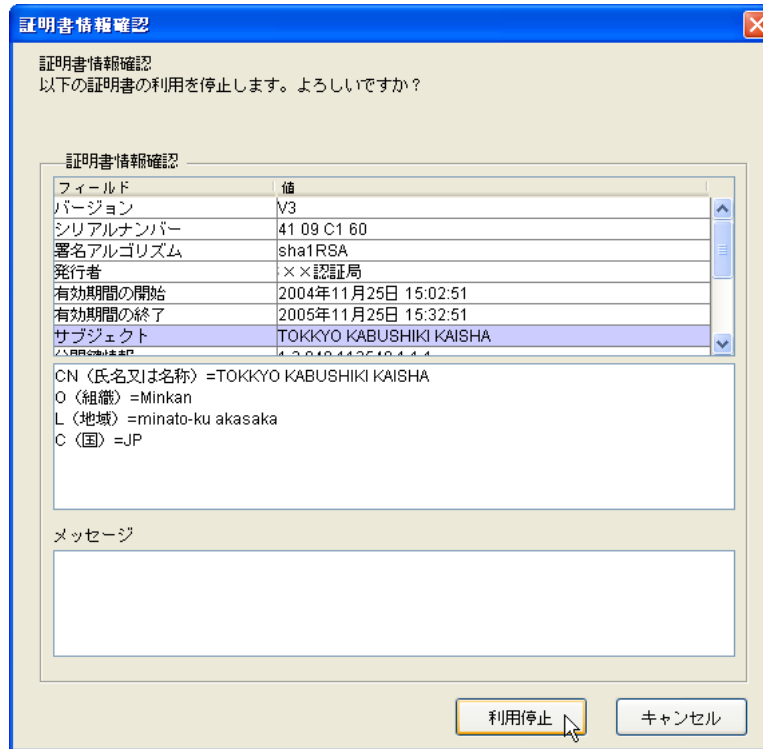 証明書情報確認
証明書情報確認
以下の証明書の利用を停止します。よろしいですか？
証明書情報確認
フィールド 値
バージョン V3
シリアルナンバー 41 09 C1 60
署名アルゴリズム sha1RSA
発行者 ××認証局
有効期間の開始 2004年11月25日 15:02:51
有効期間の終了 2005年11月25日 15:32:51
サブジェクト TOKKYO KABUSHIKI KAISHA
CN（氏名又は名称）=TOKKYO KABUSHIKI KAISHA
O（組織）=Minkan
L（地域）=minato-ku akasaka
C（国）=JP
メッセージ
利用停止 キャンセル